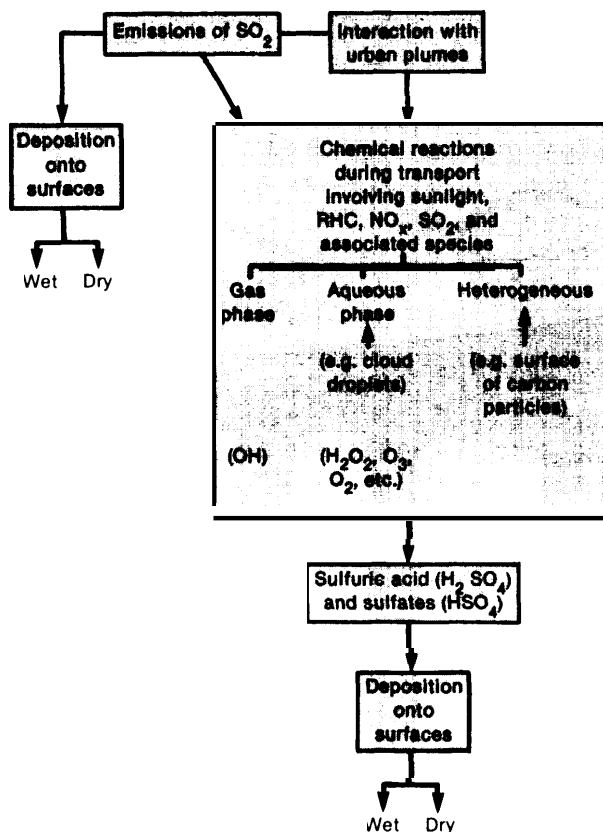 Emissions of SO2
Interaction with
urban plumes
Deposition
onto
surfaces
Wet Dry
Chemical reactions
during transport
involving sunlight,
RHC, NOx, SO2, and
associated species
Gas
phase
Aqueous
phase
Heterogeneous
(e.g. cloud
droplets)
(e.g. surface
of carbon
particles)
(OH)
(H2O2, O3,
O2, etc.)
Sulfuric acid (H2 SO4)
and sulfates (HSO4)
Deposition
onto
surfaces
Wet Dry